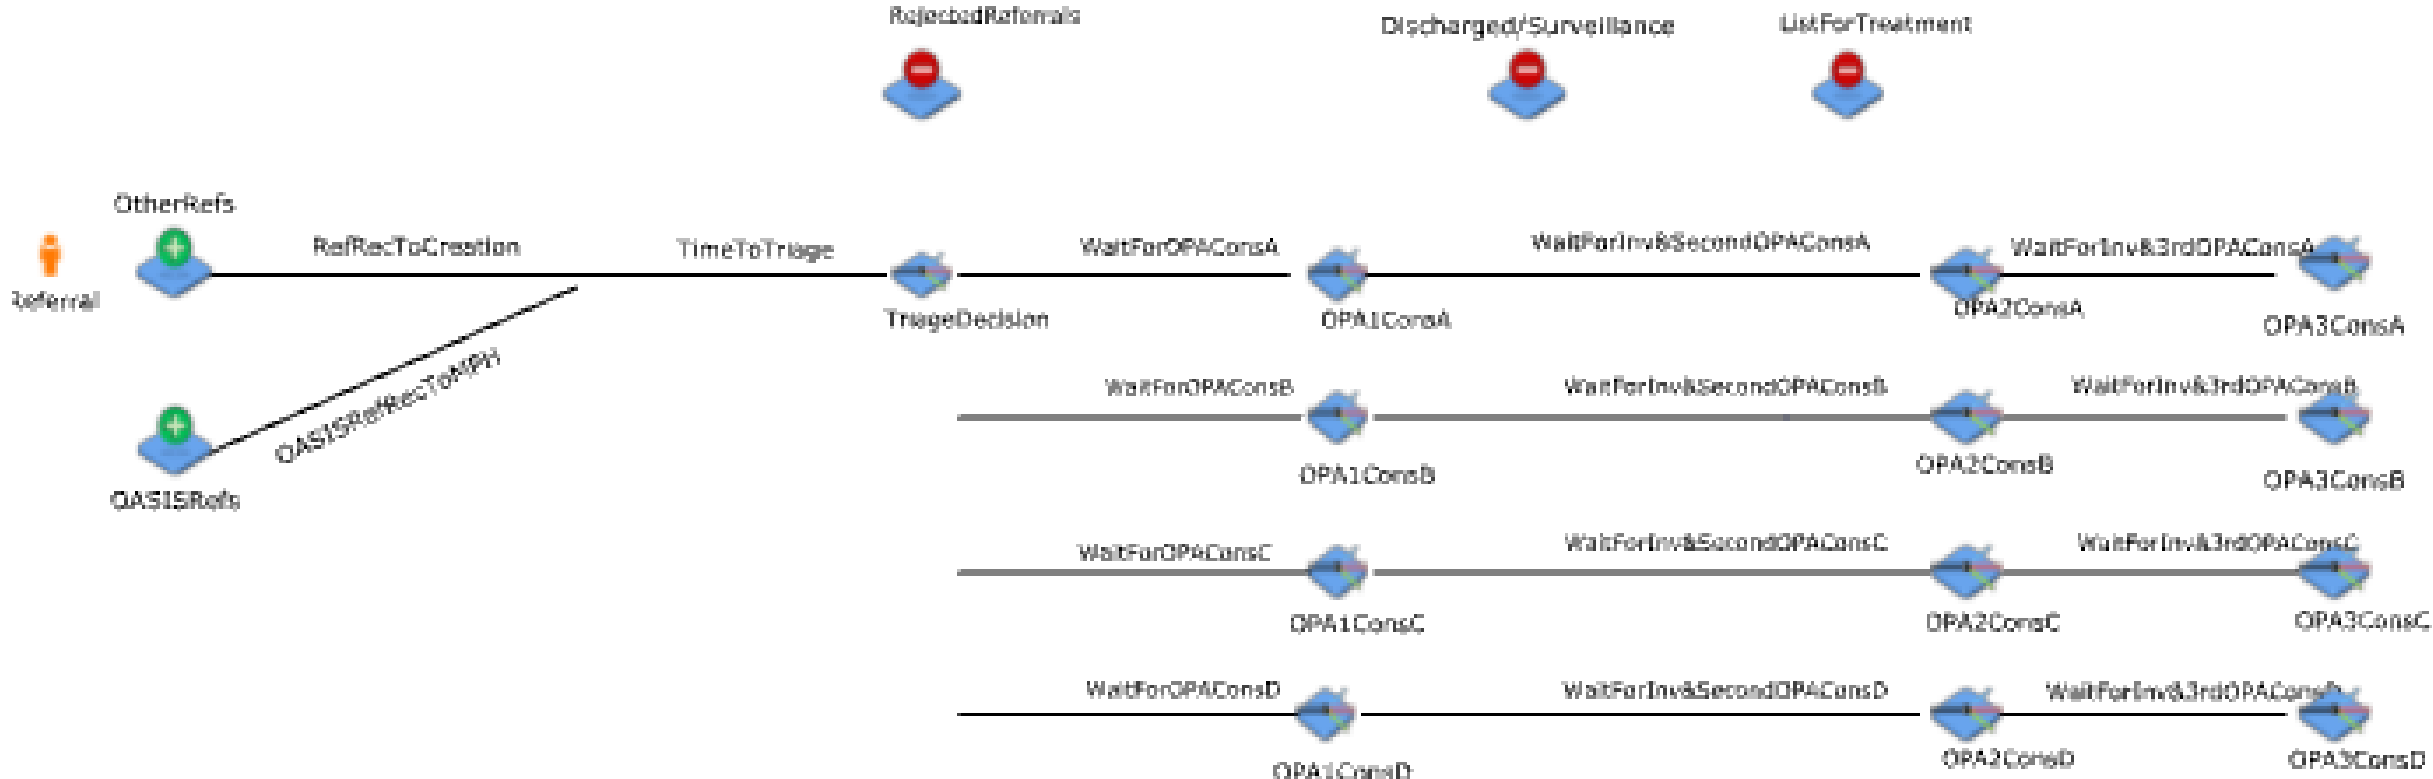 RejectedReferrals
Discharged/Surveillance
ListForTreatment
OtherRefs
RefRecToCreation
TimeToTriage
WaitForOPAConsA
WaitForInv&SecondOPAConsA
WaitForInv&3rdOPAConsA
Referral
TriageDecision
OPA1ConsA
OPA2ConsA
OPA3ConsA
OASISRefRecToMPH
WaitForOPAConsB
WaitForInv&SecondOPAConsB
WaitForInv&3rdOPAConsB
OASISRefs
OPA1ConsB
OPA2ConsB
OPA3ConsB
WaitForOPAConsC
WaitForInv&SecondOPAConsC
WaitForInv&3rdOPAConsC
OPA1ConsC
OPA2ConsC
OPA3ConsC
WaitForOPAConsD
WaitForInv&SecondOPAConsD
WaitForInv&3rdOPAConsD
OPA1ConsD
OPA2ConsD
OPA3ConsD